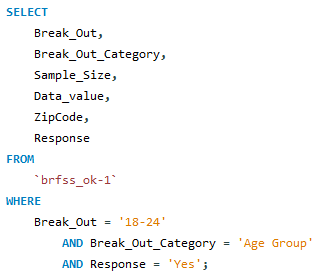 SELECT
Break_Out,
Break_Out_Category,
Sample_Size,
Data_value,
ZipCode,
Response
FROM
`brfss_ok-1`
WHERE
Break_Out = '18-24'
AND Break_Out_Category = 'Age Group'
AND Response = 'Yes';